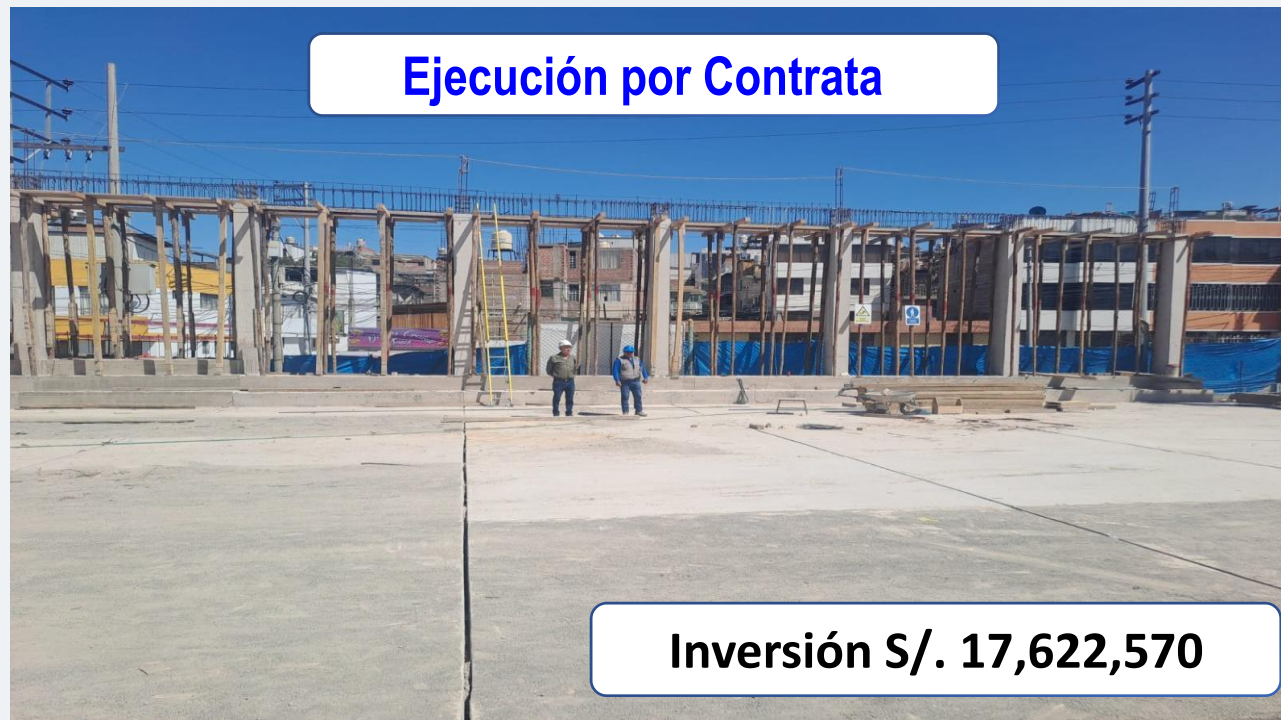 Ejecución por Contrata
Inversión S/. 17,622,570